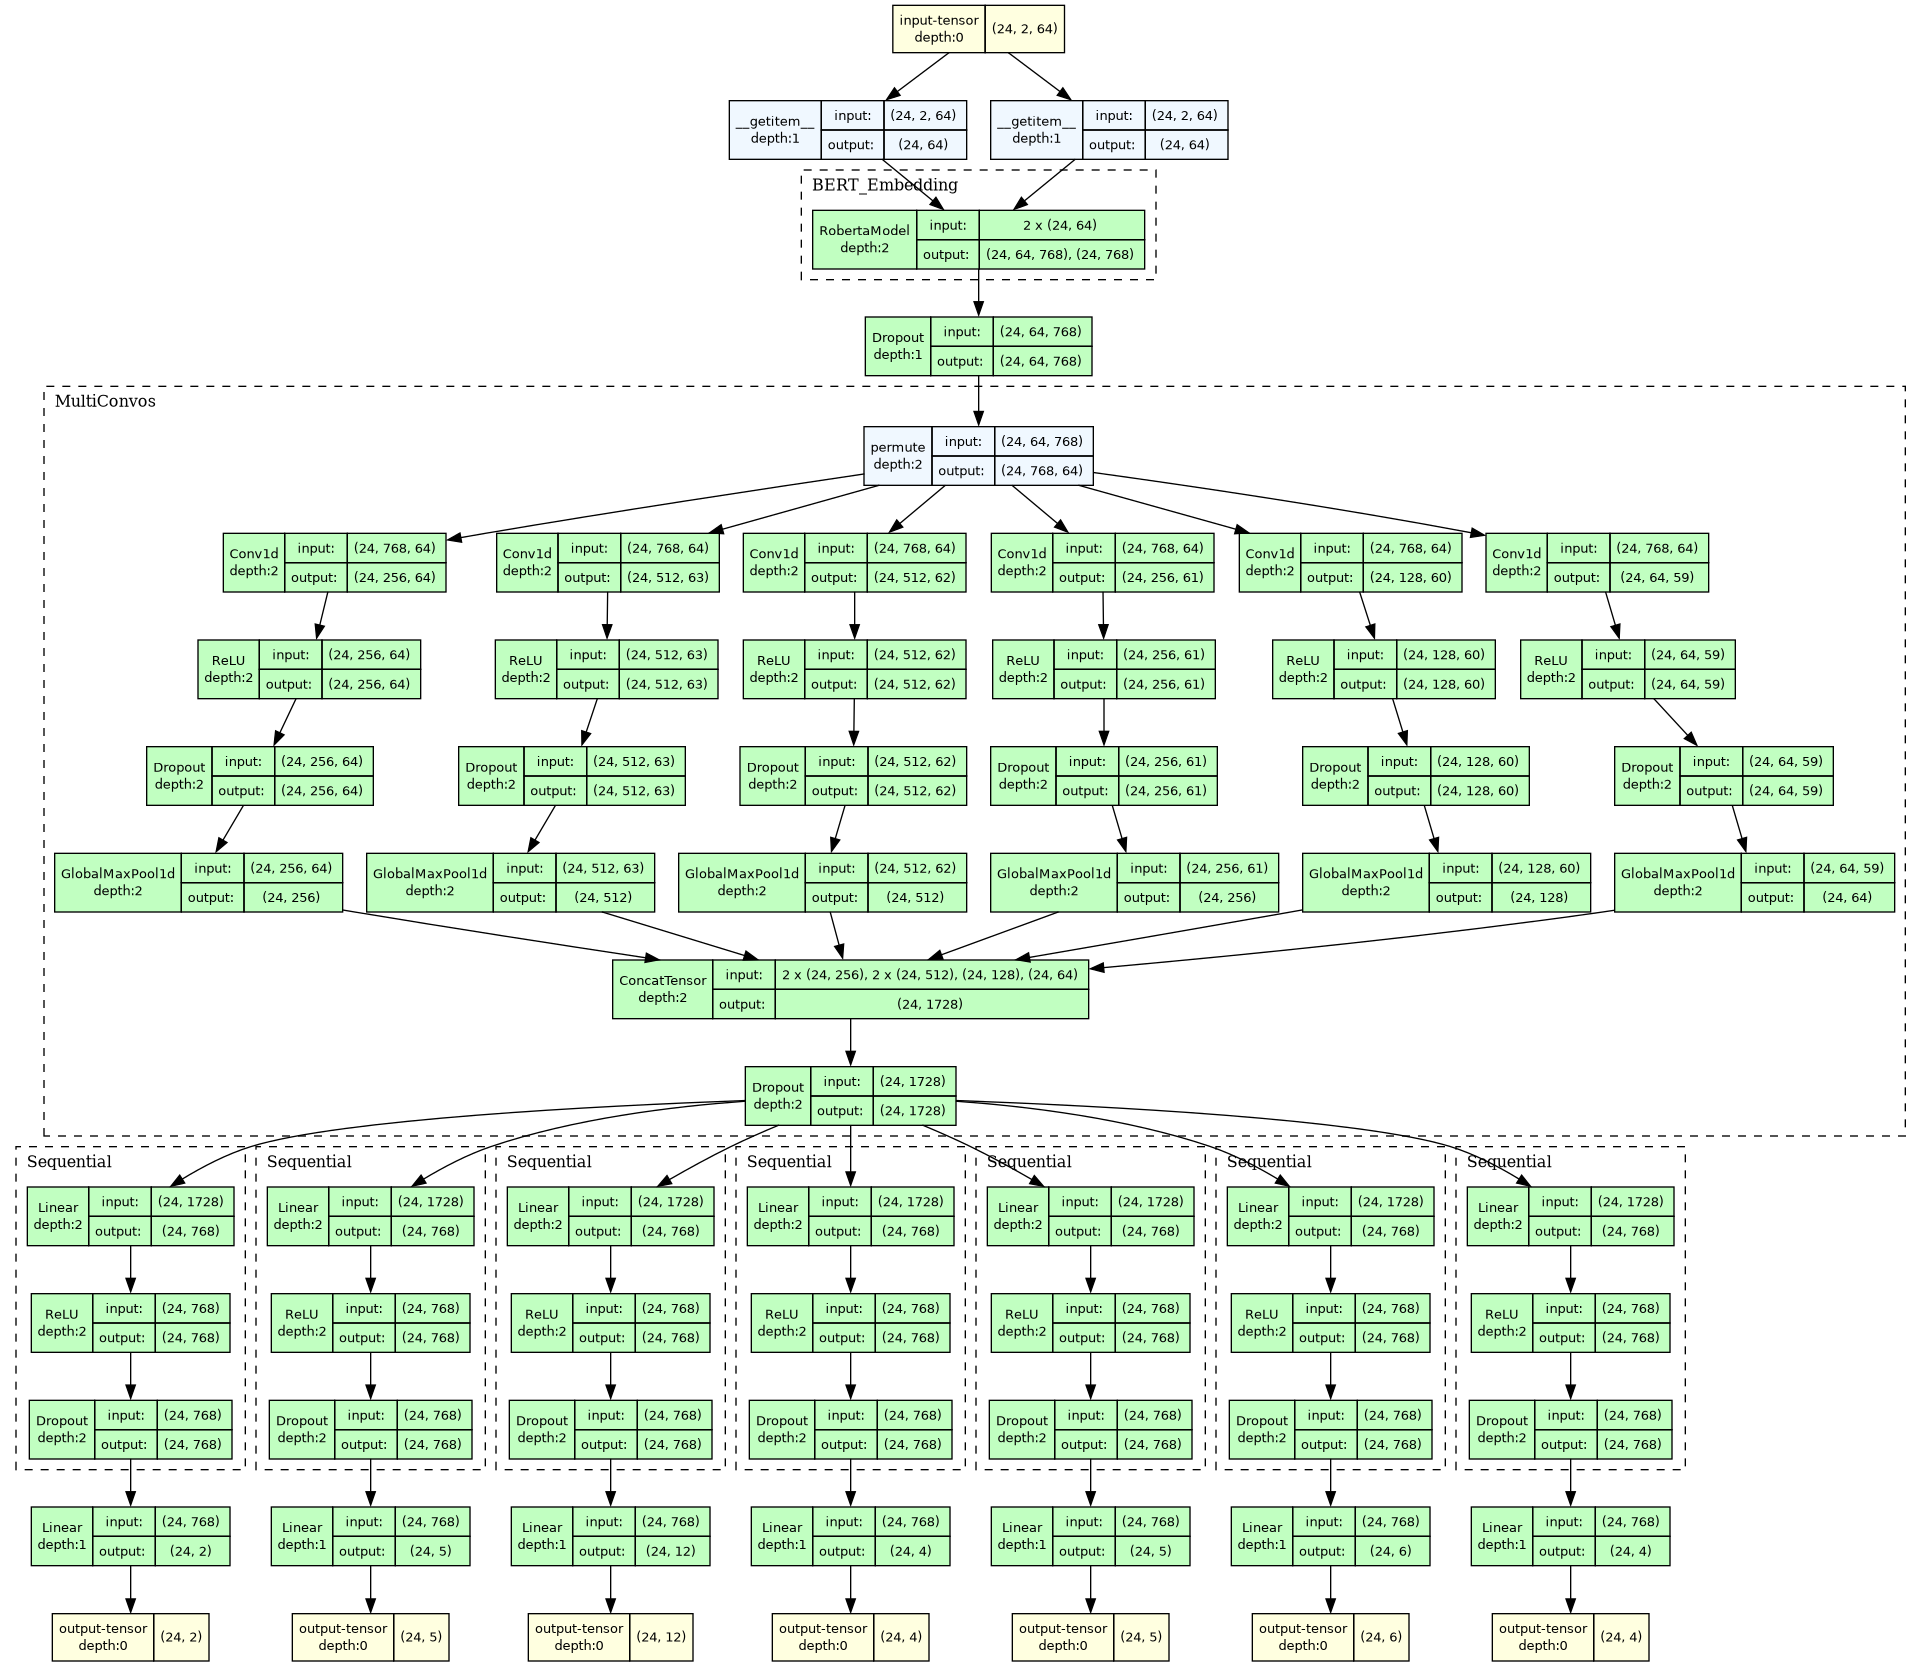 input-tensor
depth:0
(24, 2, 64)
__getitem__
depth:1
input:
(24, 2, 64)
output:
(24, 64)
__getitem__
depth:1
input:
(24, 2, 64)
output:
(24, 64)
BERT_Embedding
RobertaModel
depth:2
input:
2 x (24, 64)
output:
(24, 64, 768), (24, 768)
Dropout
depth:1
input:
(24, 64, 768)
output:
(24, 64, 768)
MultiConvos
permute
depth:2
input:
(24, 64, 768)
output:
(24, 768, 64)
Conv1d
depth:2
input:
(24, 768, 64)
output:
(24, 256, 64)
Conv1d
depth:2
input:
(24, 768, 64)
output:
(24, 512, 63)
Conv1d
depth:2
input:
(24, 768, 64)
output:
(24, 512, 62)
Conv1d
depth:2
input:
(24, 768, 64)
output:
(24, 256, 61)
Conv1d
depth:2
input:
(24, 768, 64)
output:
(24, 128, 60)
Conv1d
depth:2
input:
(24, 768, 64)
output:
(24, 64, 59)
ReLU
depth:2
input:
(24, 256, 64)
output:
(24, 256, 64)
ReLU
depth:2
input:
(24, 512, 63)
output:
(24, 512, 63)
ReLU
depth:2
input:
(24, 512, 62)
output:
(24, 512, 62)
ReLU
depth:2
input:
(24, 256, 61)
output:
(24, 256, 61)
ReLU
depth:2
input:
(24, 128, 60)
output:
(24, 128, 60)
ReLU
depth:2
input:
(24, 64, 59)
output:
(24, 64, 59)
Dropout
depth:2
input:
(24, 256, 64)
output:
(24, 256, 64)
Dropout
depth:2
input:
(24, 512, 63)
output:
(24, 512, 63)
Dropout
depth:2
input:
(24, 512, 62)
output:
(24, 512, 62)
Dropout
depth:2
input:
(24, 256, 61)
output:
(24, 256, 61)
Dropout
depth:2
input:
(24, 128, 60)
output:
(24, 128, 60)
Dropout
depth:2
input:
(24, 64, 59)
output:
(24, 64, 59)
GlobalMaxPool1d
depth:2
input:
(24, 256, 64)
output:
(24, 256)
GlobalMaxPool1d
depth:2
input:
(24, 512, 63)
output:
(24, 512)
GlobalMaxPool1d
depth:2
input:
(24, 512, 62)
output:
(24, 512)
GlobalMaxPool1d
depth:2
input:
(24, 256, 61)
output:
(24, 256)
GlobalMaxPool1d
depth:2
input:
(24, 128, 60)
output:
(24, 128)
GlobalMaxPool1d
depth:2
input:
(24, 64, 59)
output:
(24, 64)
ConcatTensor
depth:2
input:
2 x (24, 256), 2 x (24, 512), (24, 128), (24, 64)
output:
(24, 1728)
Dropout
depth:2
input:
(24, 1728)
output:
(24, 1728)
Sequential
Sequential
Sequential
Sequential
Sequential
Sequential
Sequential
Linear
depth:2
input:
(24, 1728)
output:
(24, 768)
Linear
depth:2
input:
(24, 1728)
output:
(24, 768)
Linear
depth:2
input:
(24, 1728)
output:
(24, 768)
Linear
depth:2
input:
(24, 1728)
output:
(24, 768)
Linear
depth:2
input:
(24, 1728)
output:
(24, 768)
Linear
depth:2
input:
(24, 1728)
output:
(24, 768)
Linear
depth:2
input:
(24, 1728)
output:
(24, 768)
ReLU
depth:2
input:
(24, 768)
output:
(24, 768)
ReLU
depth:2
input:
(24, 768)
output:
(24, 768)
ReLU
depth:2
input:
(24, 768)
output:
(24, 768)
ReLU
depth:2
input:
(24, 768)
output:
(24, 768)
ReLU
depth:2
input:
(24, 768)
output:
(24, 768)
ReLU
depth:2
input:
(24, 768)
output:
(24, 768)
ReLU
depth:2
input:
(24, 768)
output:
(24, 768)
Dropout
depth:2
input:
(24, 768)
output:
(24, 768)
Dropout
depth:2
input:
(24, 768)
output:
(24, 768)
Dropout
depth:2
input:
(24, 768)
output:
(24, 768)
Dropout
depth:2
input:
(24, 768)
output:
(24, 768)
Dropout
depth:2
input:
(24, 768)
output:
(24, 768)
Dropout
depth:2
input:
(24, 768)
output:
(24, 768)
Dropout
depth:2
input:
(24, 768)
output:
(24, 768)
Linear
depth:1
input:
(24, 768)
output:
(24, 2)
Linear
depth:1
input:
(24, 768)
output:
(24, 5)
Linear
depth:1
input:
(24, 768)
output:
(24, 12)
Linear
depth:1
input:
(24, 768)
output:
(24, 4)
Linear
depth:1
input:
(24, 768)
output:
(24, 5)
Linear
depth:1
input:
(24, 768)
output:
(24, 6)
Linear
depth:1
input:
(24, 768)
output:
(24, 4)
output-tensor
depth:0
(24, 2)
output-tensor
depth:0
(24, 5)
output-tensor
depth:0
(24, 12)
output-tensor
depth:0
(24, 4)
output-tensor
depth:0
(24, 5)
output-tensor
depth:0
(24, 6)
output-tensor
depth:0
(24, 4)